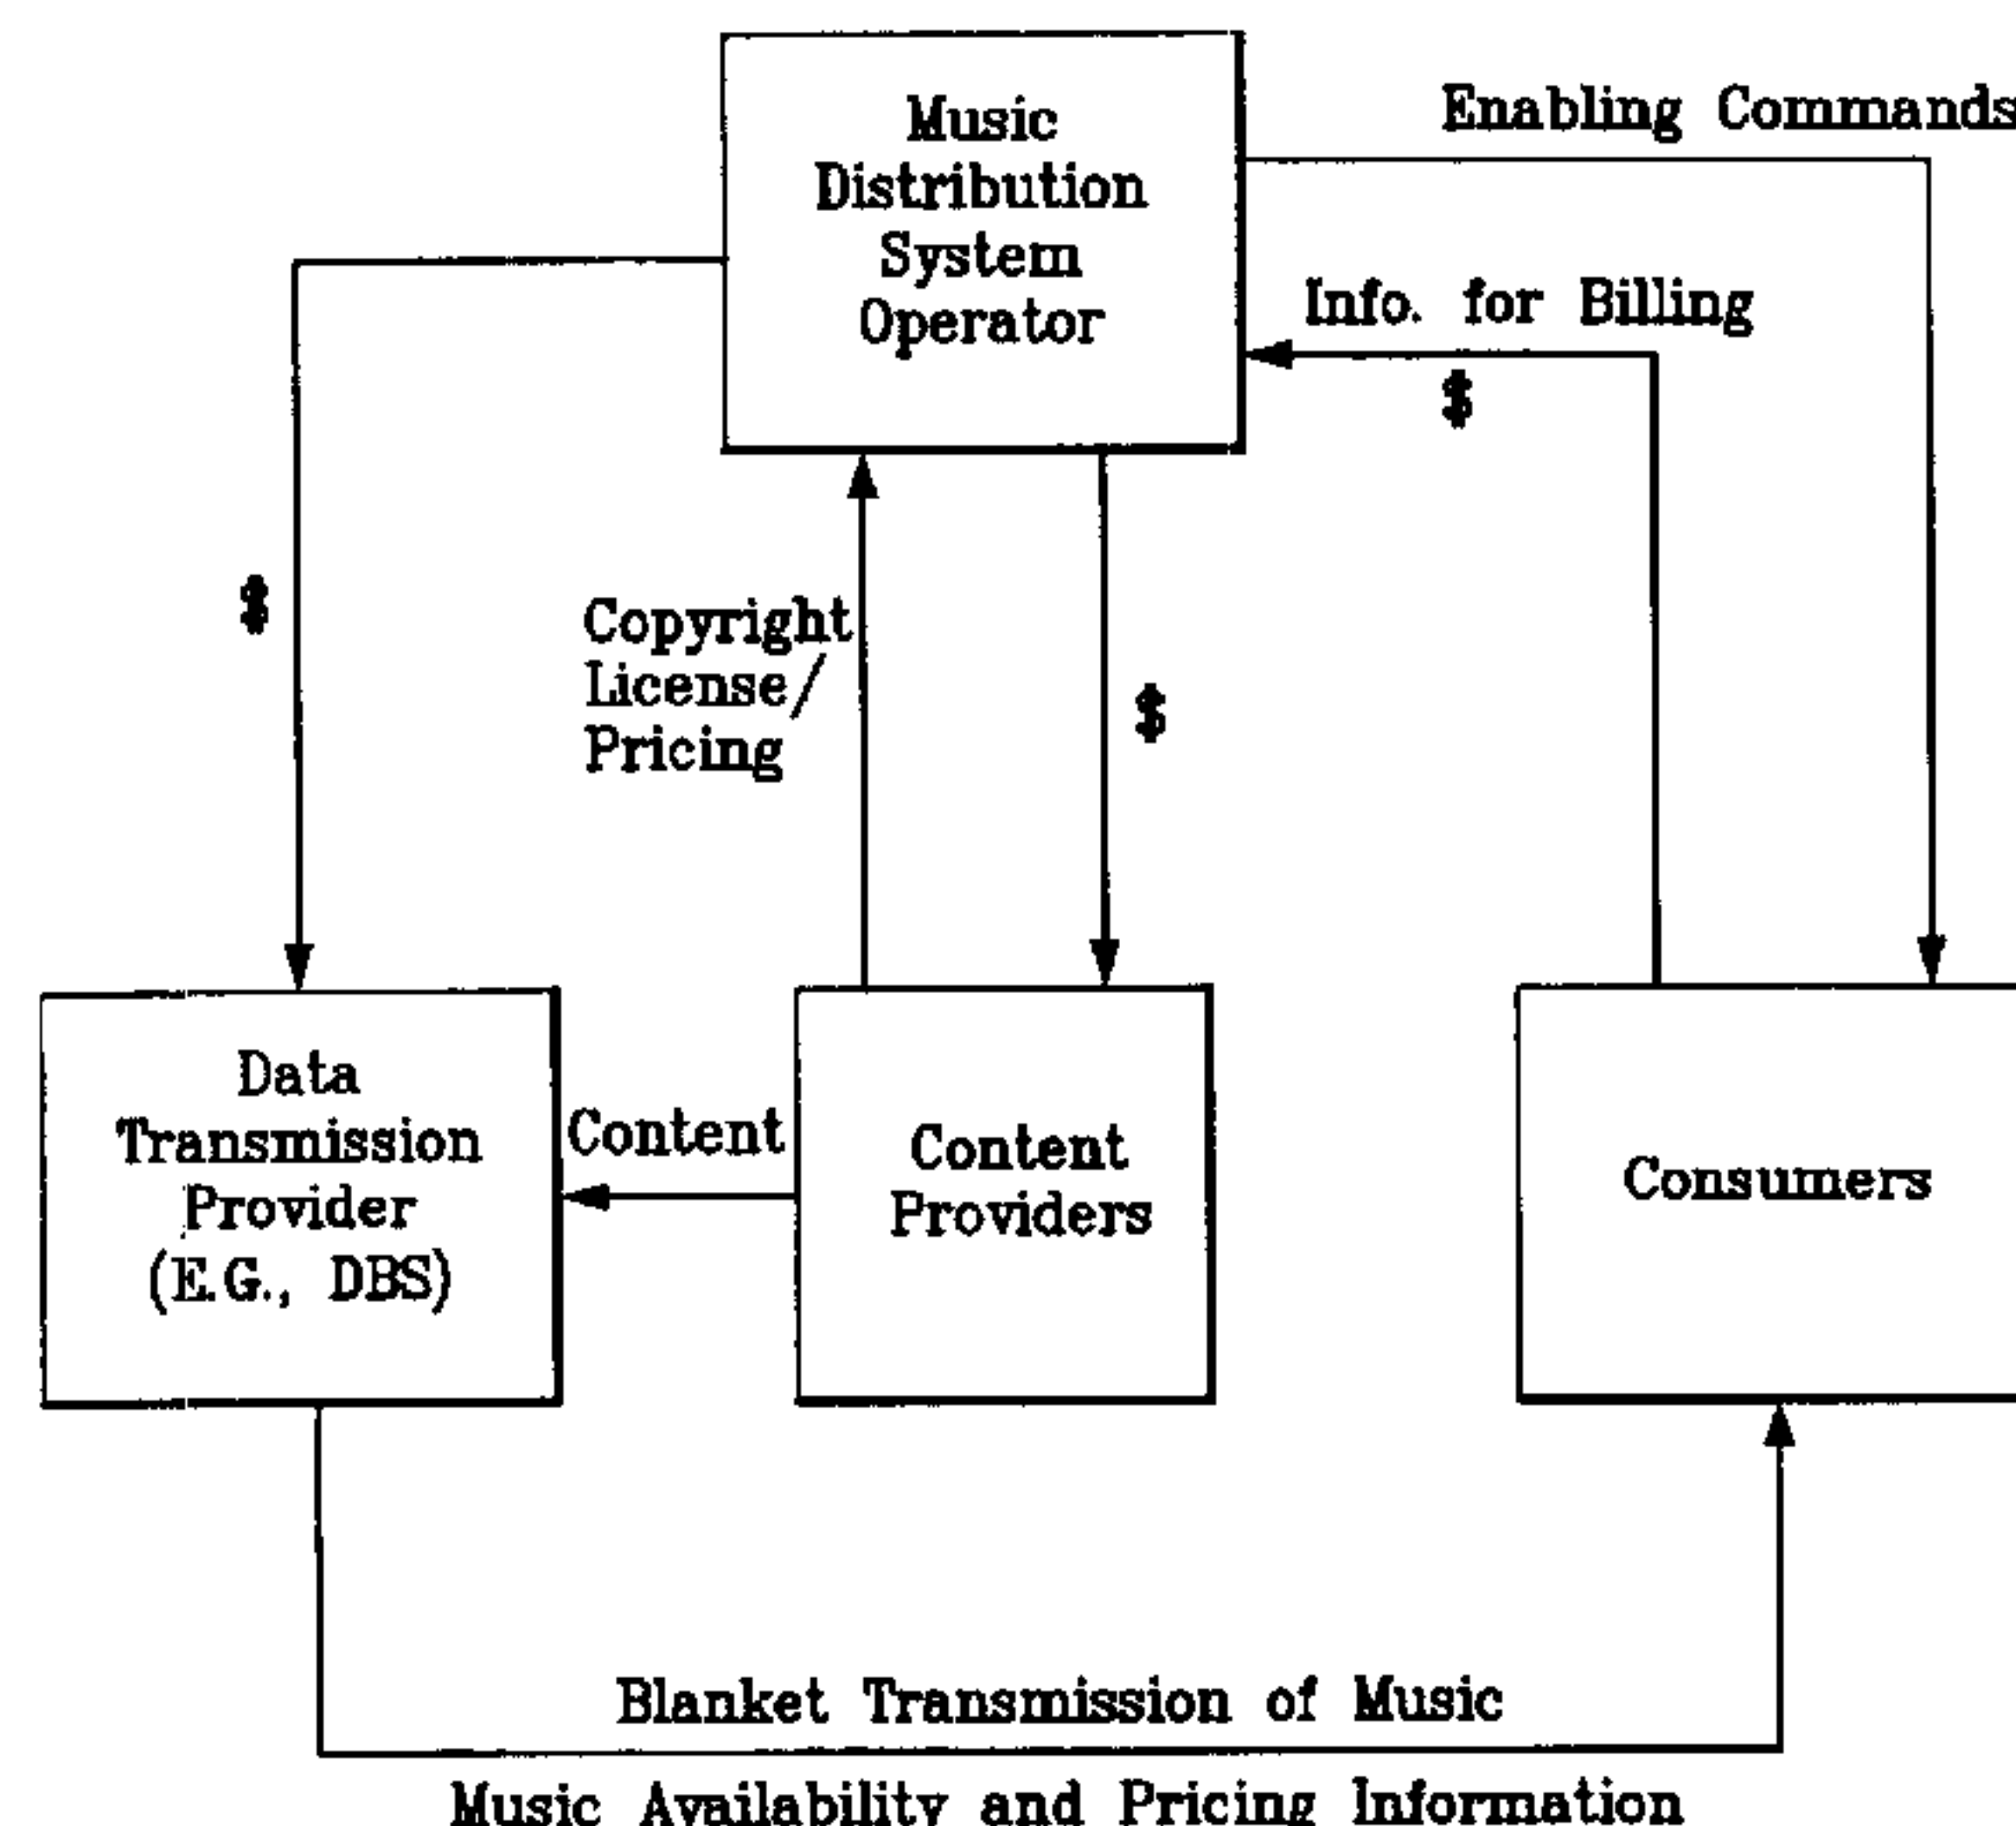 Music
Distribution
System
Operator
Enabling Commands
Info. for Billing
$
$
Copyright
License/
Pricing
$
Data
Transmission
Provider
(E.G., DBS)
Content
Content
Providers
Consumers
Blanket Transmission of Music
Music Availability and Pricing Information